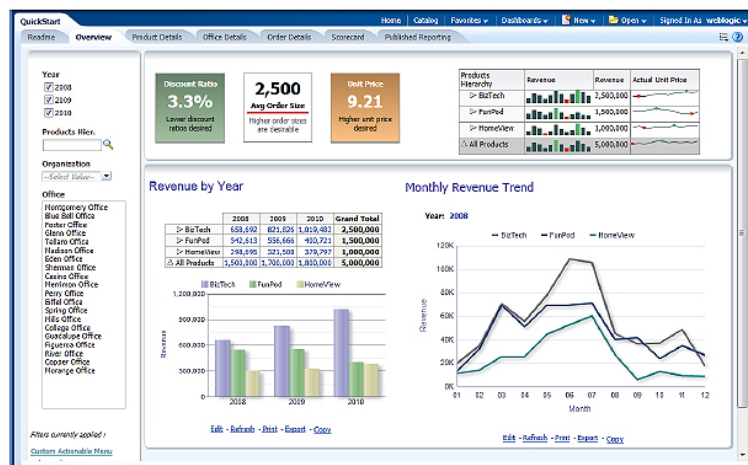 QuickStart
Home Catalog Favorites Dashboards New Open Signed In As weblogic
Readme Overview Product Details Office Details Order Details Scorecard Published Reporting
Year
2008
2009
2010
Products Hier.
Organization
--Select Value--
Office
Montgomery Office
Blue Bell Office
Foster Office
Glenn Office
Tellaro Office
Madison Office
Eden Office
Sherman Office
Casino Office
Merrimon Office
Perry Office
Eiffel Office
Spring Office
Mills Office
College Office
Guadalupe Office
Figueroa Office
River Office
Copper Office
Morange Office
Filters currently applied :
Custom Actionable Menu
Discount Ratio
3.3%
Lower discount
ratios desired
2,500
Avg Order Size
Higher order sizes
are desirable
Unit Price
9.21
Higher unit price
desired
Products
Hierarchy Revenue Revenue Actual Unit Price
BizTech 2,500,000
FunPod 1,500,000
HomeView 1,000,000
All Products 5,000,000
Revenue by Year
2008 2009 2010 Grand Total
BizTech 658,692 821,826 1,019,482 2,500,000
FunPod 542,613 556,666 400,721 1,500,000
HomeView 298,695 321,508 379,797 1,000,000
All Products 1,500,000 1,700,000 1,800,000 5,000,000
BizTech FunPod HomeView
1,200,000
900,000
600,000
300,000
0
Revenue
2008 2009 2010
Edit - Refresh - Print - Export - Copy
Monthly Revenue Trend
Year: 2008
BizTech FunPod HomeView
120K
100K
80K
60K
40K
20K
0K
Revenue
01 02 03 04 05 06 07 08 09 10 11 12
Month
Edit - Refresh - Print - Export - Copy